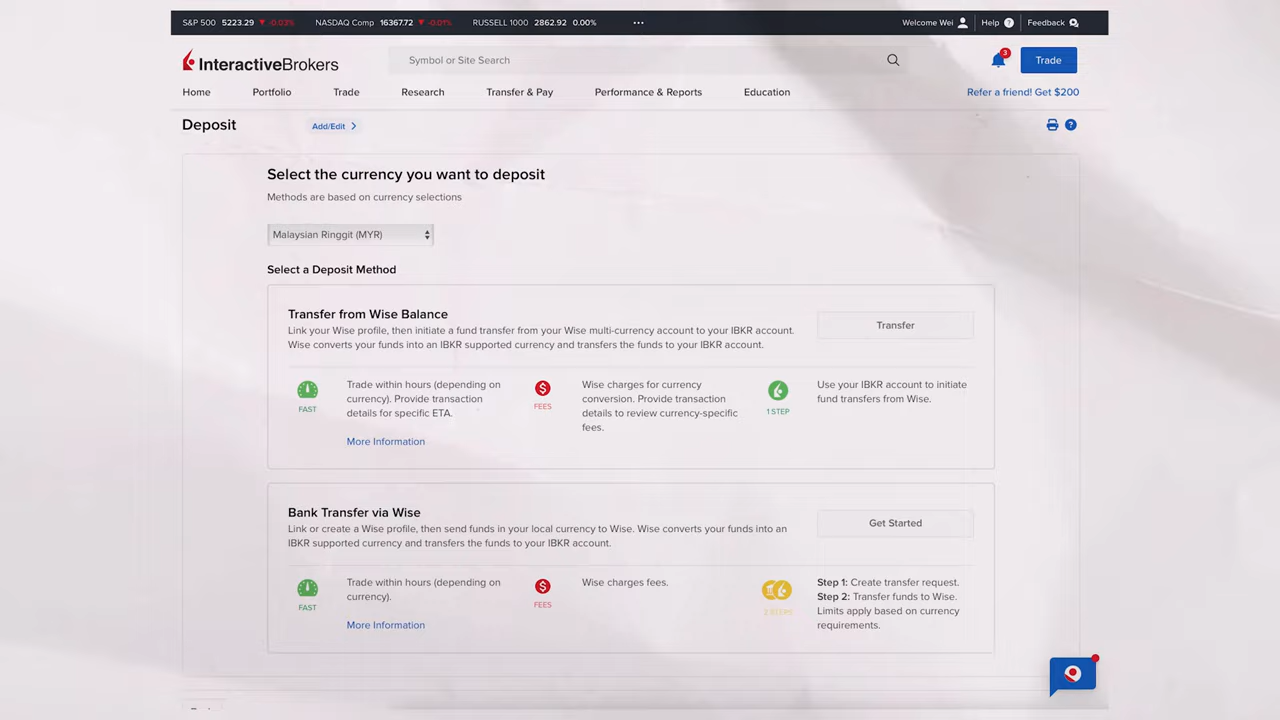 S&P 500 5223.29 ▼ -0.03% NASDAQ Comp 16367.72 ▼ -0.01% RUSSELL 1000 2862.92 0.00% ••• Welcome Wei Help ? Feedback
InteractiveBrokers Symbol or Site Search 3 Trade
Home Portfolio Trade Research Transfer & Pay Performance & Reports Education Refer a friend! Get $200
Deposit Add/Edit ?
Select the currency you want to deposit
Methods are based on currency selections
Malaysian Ringgit (MYR)
Select a Deposit Method
Transfer from Wise Balance
Link your Wise profile, then initiate a fund transfer from your Wise multi-currency account to your IBKR account.
Wise converts your funds into an IBKR supported currency and transfers the funds to your IBKR account.
Transfer
FAST
Trade within hours (depending on
currency). Provide transaction
details for specific ETA.
More Information
$
FEES
Wise charges for currency
conversion. Provide transaction
details to review currency-specific
fees.
1 STEP
Use your IBKR account to initiate
fund transfers from Wise.
Bank Transfer via Wise
Link or create a Wise profile, then send funds in your local currency to Wise. Wise converts your funds into an
IBKR supported currency and transfers the funds to your IBKR account.
Get Started
FAST
Trade within hours (depending on
currency).
More Information
$
FEES
Wise charges fees.
2 STEPS
Step 1: Create transfer request.
Step 2: Transfer funds to Wise.
Limits apply based on currency
requirements.